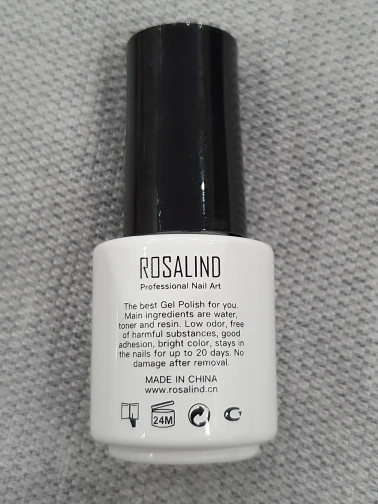 ROSALIND
Professional Nail Art
The best Gel Polish for you.
Main ingredients are water,
toner and resin. Low odor, free
of harmful substances, good
adhesion, bright color, stays in
the nails for up to 20 days. No
damage after removal.
MADE IN CHINA
www.rosalind.cn
24M